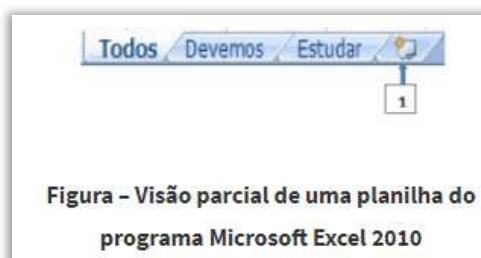 Todos Devemos Estudar
1
Figura – Visão parcial de uma planilha do
programa Microsoft Excel 2010